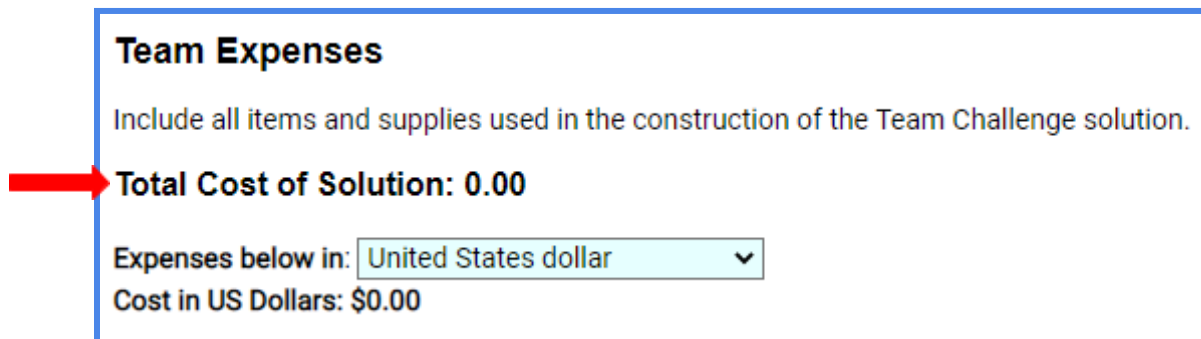 Team Expenses
Include all items and supplies used in the construction of the Team Challenge solution.
Total Cost of Solution: 0.00
Expenses below in: United States dollar
Cost in US Dollars: $0.00